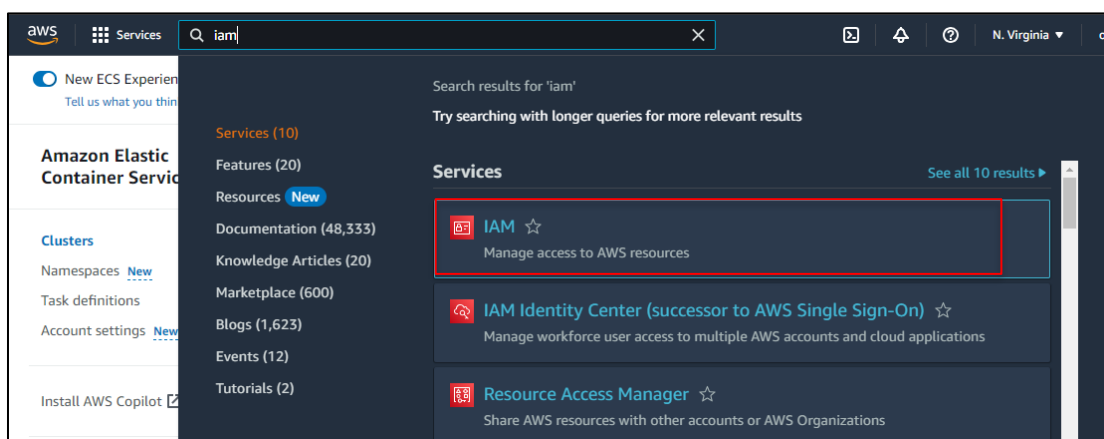 aws
Services
iam
N. Virginia
New ECS Experien
Tell us what you thin
Amazon Elastic
Container Servic
Clusters
Namespaces New
Task definitions
Account settings New
Install AWS Copilot
Services (10)
Features (20)
Resources New
Documentation (48,333)
Knowledge Articles (20)
Marketplace (600)
Blogs (1,623)
Events (12)
Tutorials (2)
Search results for 'iam'
Try searching with longer queries for more relevant results
Services
See all 10 results
IAM
Manage access to AWS resources
IAM Identity Center (successor to AWS Single Sign-On)
Manage workforce user access to multiple AWS accounts and cloud applications
Resource Access Manager
Share AWS resources with other accounts or AWS Organizations